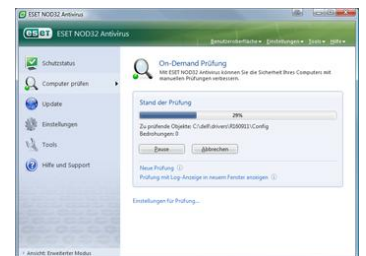 ESET NOD32 Antivirus
eset ESET NOD32 Antivirus
Benutzeroberfläche Einstellungen Tools Hilfe
Schutzstatus
Computer prüfen
Update
Einstellungen
Tools
Hilfe und Support
On-Demand Prüfung
Mit ESET NOD32 Antivirus können Sie die Sicherheit Ihres Computers mit
manuellen Prüfungen verbessern.
Stand der Prüfung
29%
Zu prüfende Objekte: C:\dell\drivers\R160011\Config
Bedrohungen: 0
Pause Abbrechen
Neue Prüfung
Prüfung mit Log-Anzeige in neuem Fenster anzeigen
Einstellungen für Prüfung...
Ansicht: Erweiterter Modus